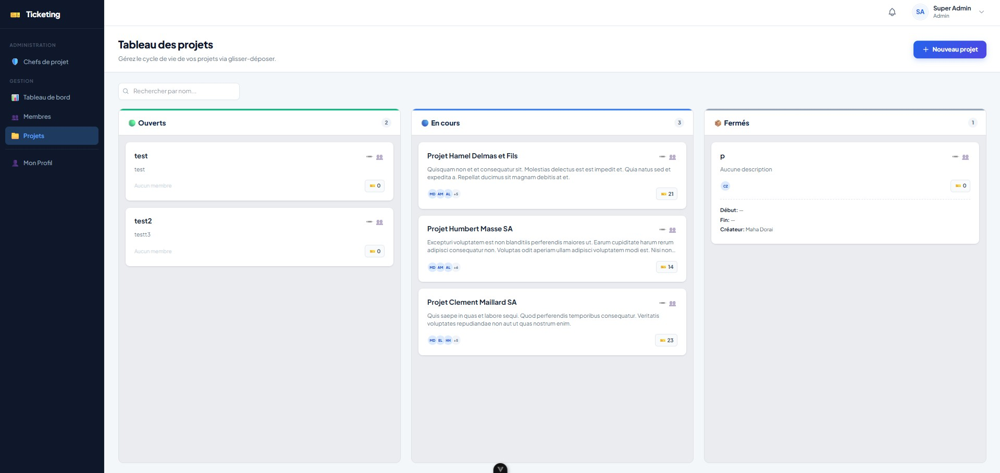 Ticketing
SA
Super Admin
Admin
ADMINISTRATION
Chefs de projet
GESTION
Tableau de bord
Membres
Projets
Mon Profil
Tableau des projets
Gérez le cycle de vie de vos projets via glisser-déposer.
Nouveau projet
Rechercher par nom...
Ouverts
2
test
test
Aucun membre
0
test2
testt3
Aucun membre
0
En cours
3
Projet Hamel Delmas et Fils
Quisquam non et et consequatur sit. Molestias delectus est est impedit et. Quia natus sed et
expedita a. Repellat ducimus sit magnam debitis at et.
MD AM AL +5
21
Projet Humbert Masse SA
Excepturi voluptatem est non blanditiis perferendis maiores ut. Earum cupiditate harum rerum
adipisci consequatur non. Voluptas odit aperiam ullam adipisci voluptatem modi est. Nisi non...
MD AM AL +6
14
Projet Clement Maillard SA
Quis saepe in quas et labore sequi. Quod perferendis temporibus consequatur. Veritatis
voluptates repudiandae non aut ut quas nostrum enim.
MD EL HH +5
23
Fermés
1
p
Aucune description
CZ
0
Début: —
Fin: —
Créateur: Maha Dorai